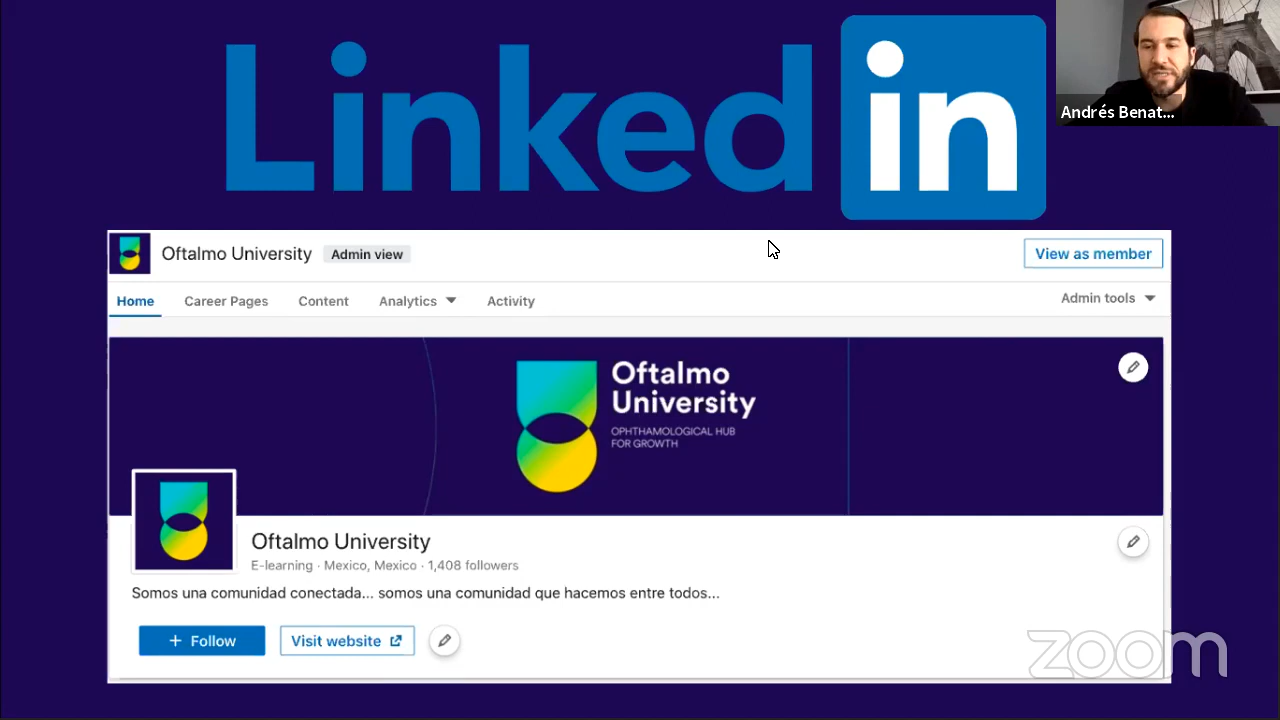 Linked in
Andrés Benat...
Oftalmo University Admin view View as member
Home Career Pages Content Analytics Activity Admin tools
Oftalmo
University
OPHTHAMOLOGICAL HUB
FOR GROWTH
Oftalmo University
E-learning · Mexico, Mexico · 1,408 followers
Somos una comunidad conectada... somos una comunidad que hacemos entre todos...
+ Follow Visit website
zoom